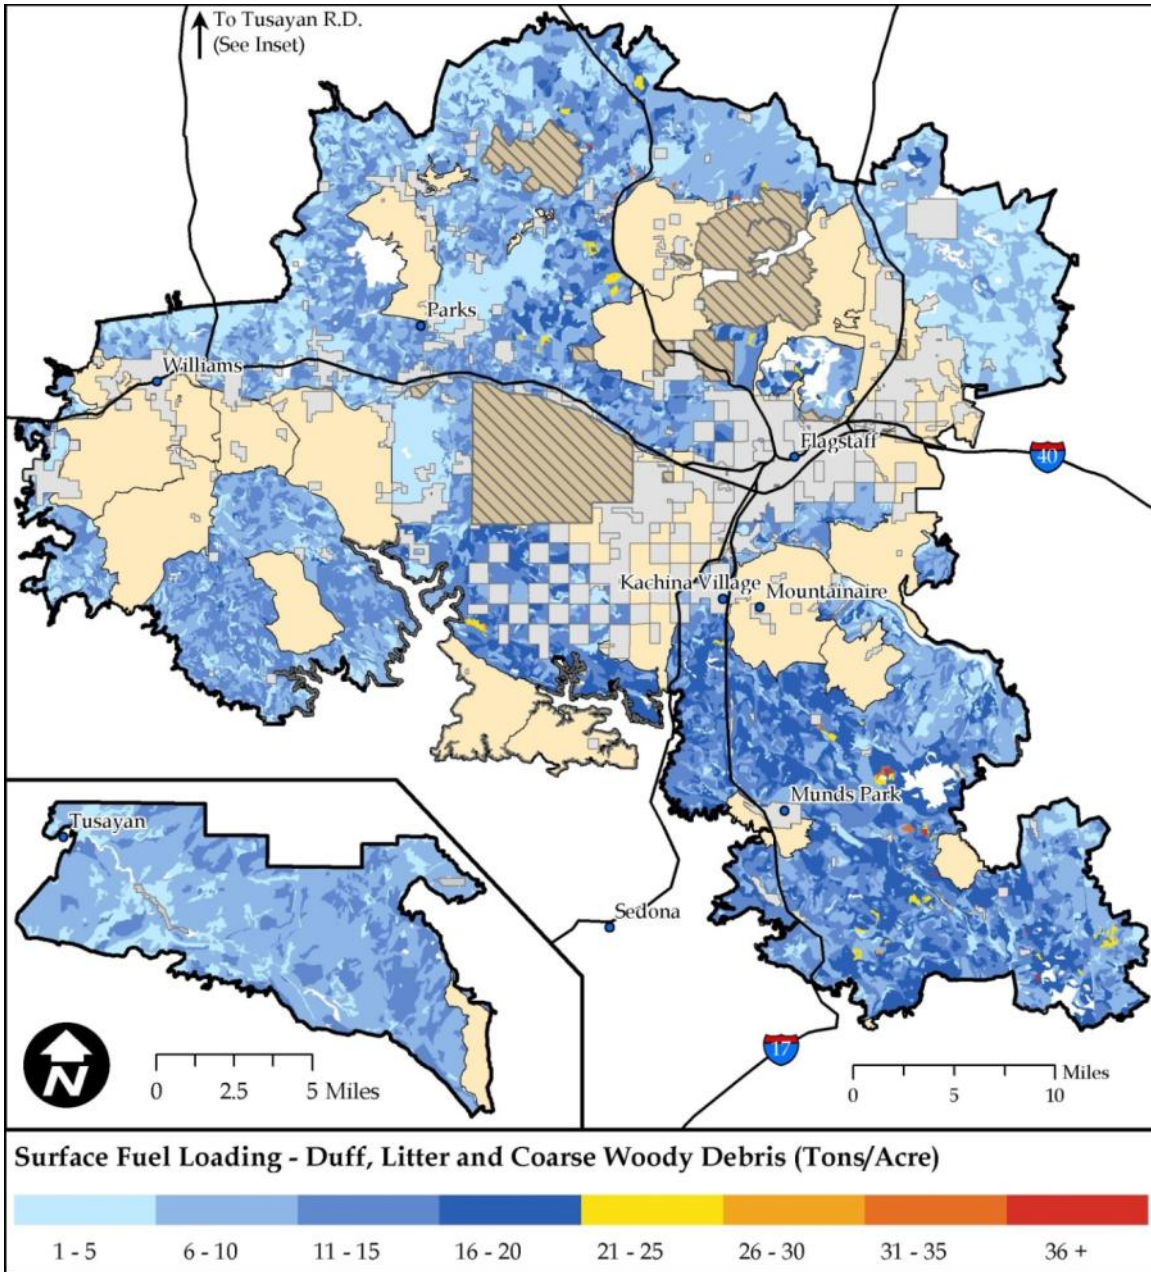 To Tusayan R.D.
(See Inset)
Parks
Williams
Flagstaff
40
Kachina Village
Mountainaire
Munds Park
Tusayan
Sedona
17
N
0 2.5 5 Miles
0 5 10 Miles
Surface Fuel Loading - Duff, Litter and Coarse Woody Debris (Tons/Acre)
1 - 5 6 - 10 11 - 15 16 - 20 21 - 25 26 - 30 31 - 35 36 +